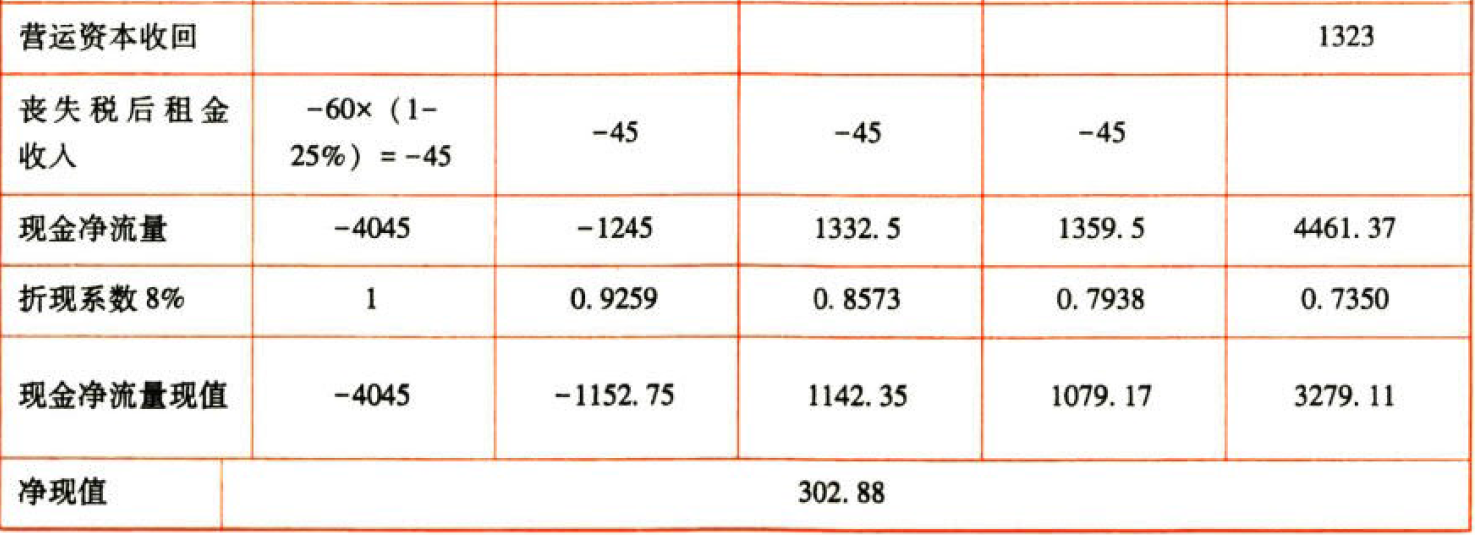 营运资本收回 1323
丧失税后租金收入 -60×（1-25%）=-45 -45 -45 -45
现金净流量 -4045 -1245 1332.5 1359.5 4461.37
折现系数8% 1 0.9259 0.8573 0.7938 0.7350
现金净流量现值 -4045 -1152.75 1142.35 1079.17 3279.11
净现值 302.88